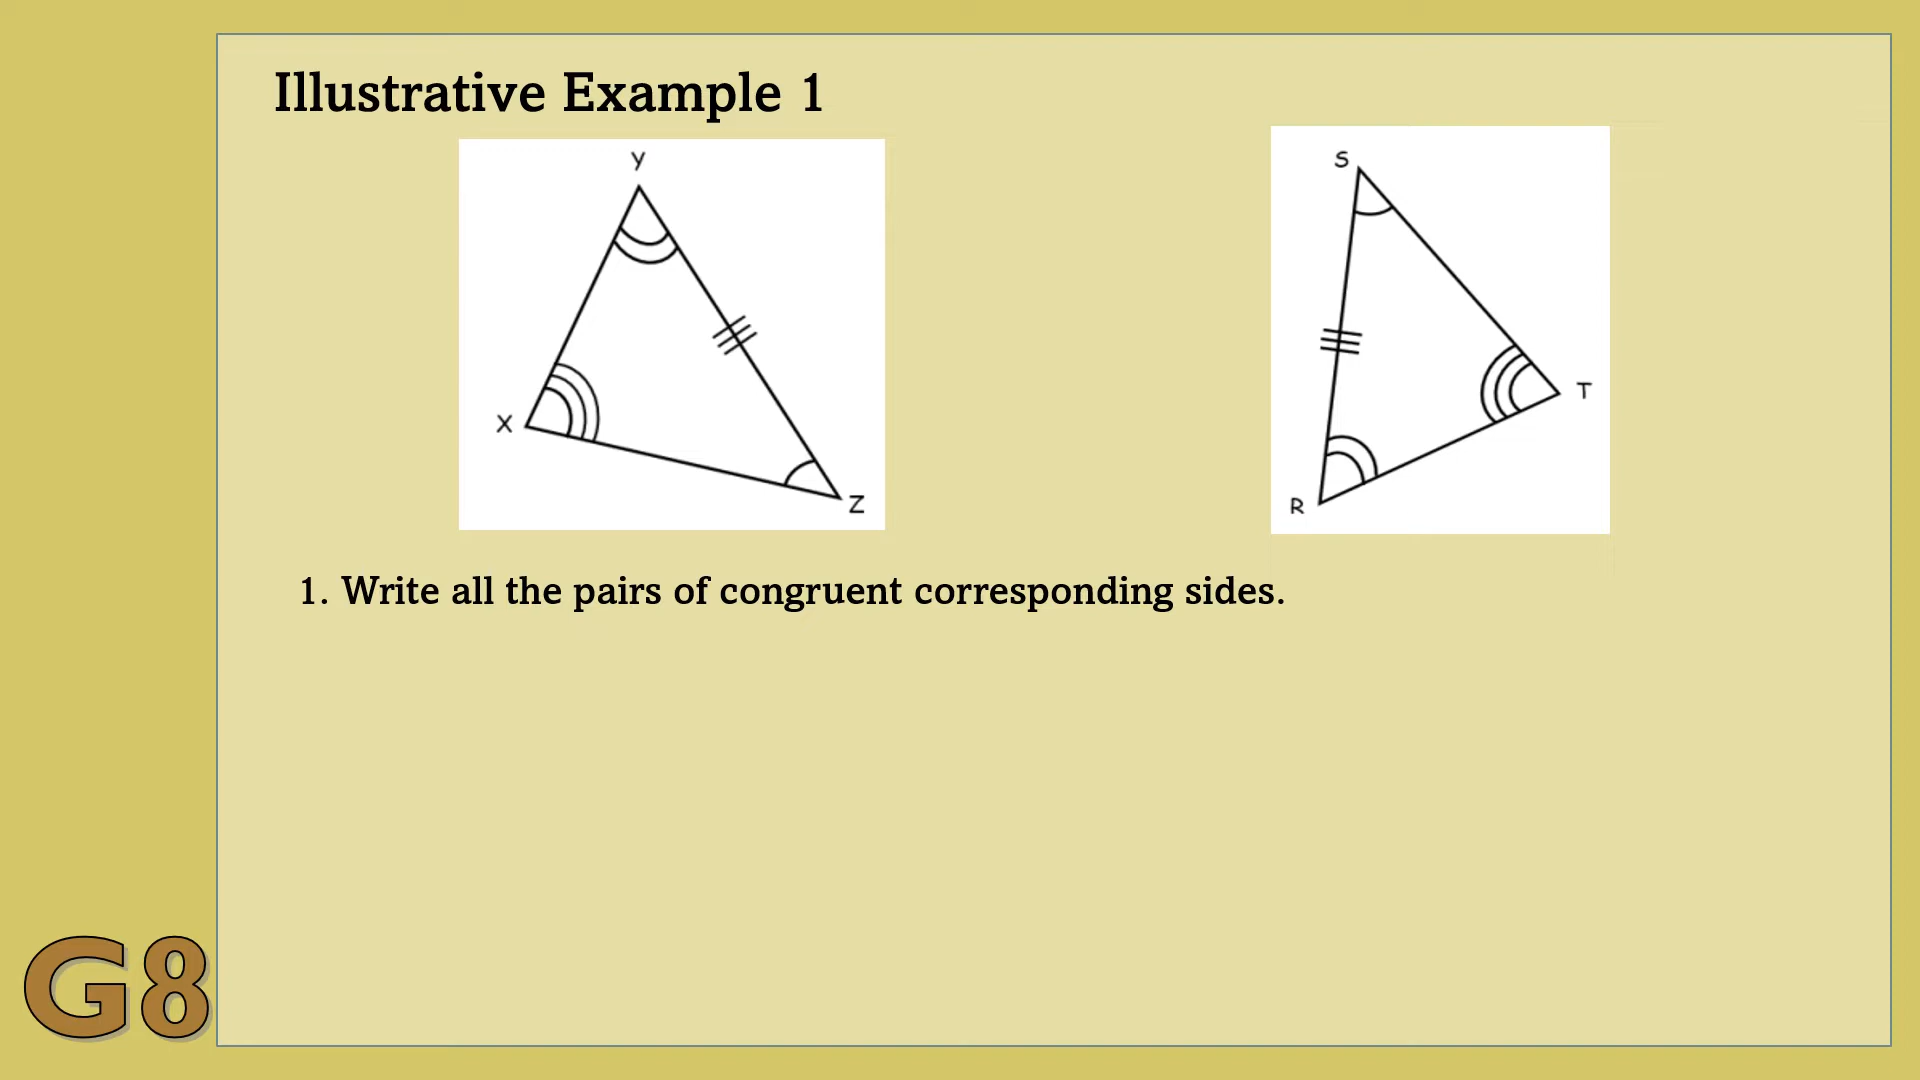 Illustrative Example 1
Y
X
Z
S
T
R
1. Write all the pairs of congruent corresponding sides.
G8